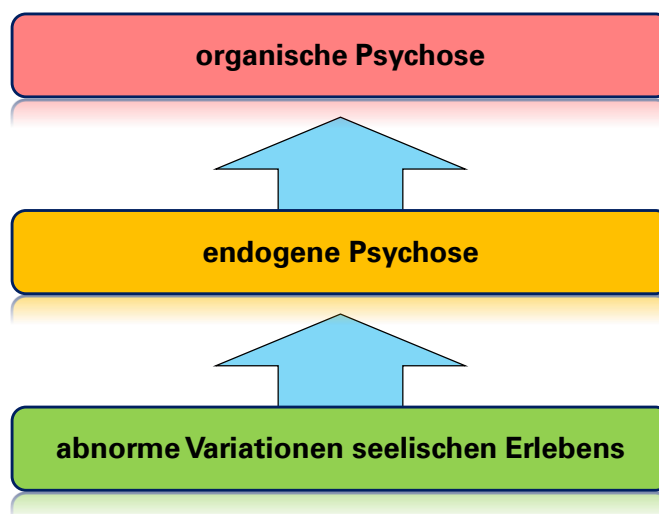 organische Psychose
endogene Psychose
abnorme Variationen seelischen Erlebens